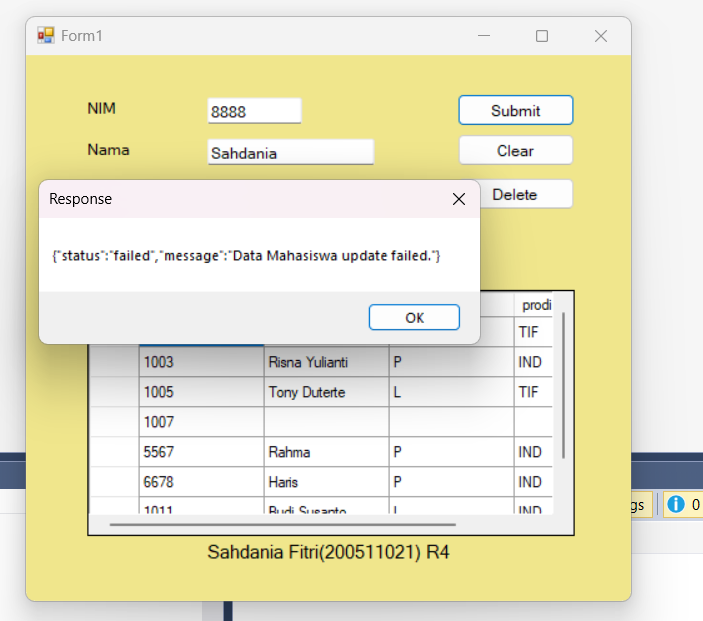 Form1
NIM 8888 Submit
Nama Sahdania Clear
Response
Delete
{"status":"failed","message":"Data Mahasiswa update failed."}
OK
prodi
TIF
1003 Risna Yulianti P IND
1005 Tony Duterte L TIF
1007
5567 Rahma P IND
6678 Haris P IND
1011 Budi Susanto L IND
gs 0
Sahdania Fitri(200511021) R4